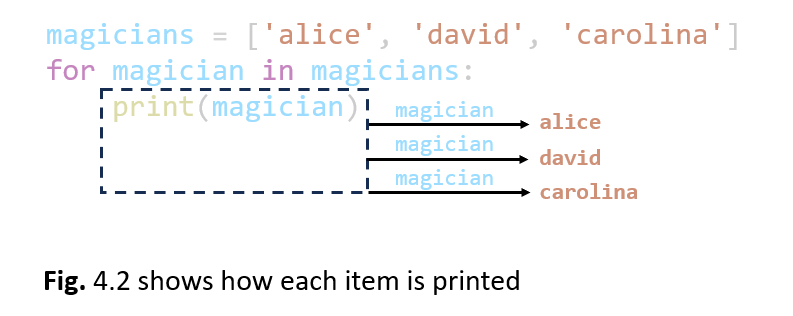 magicians = ['alice', 'david', 'carolina']
for magician in magicians:
print(magician)
magician alice
magician david
magician carolina
Fig. 4.2 shows how each item is printed